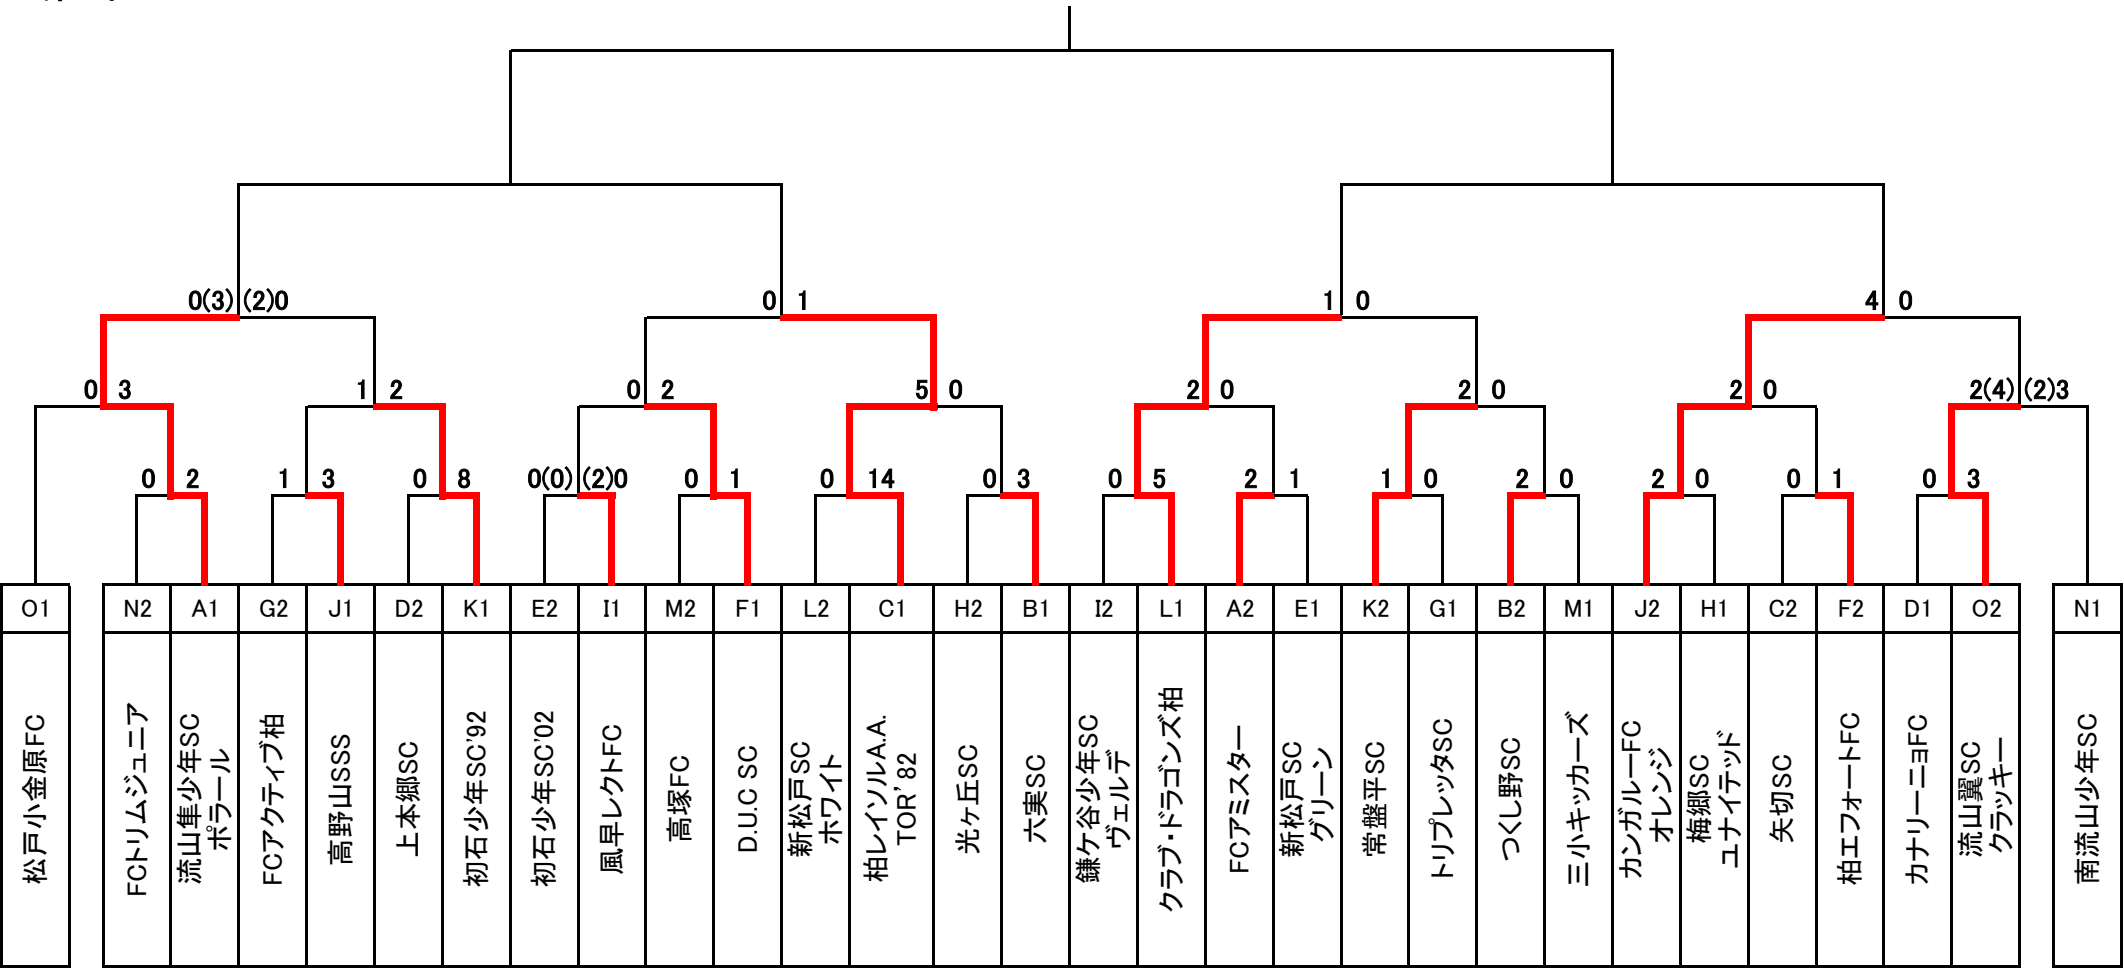 0(3) (2)0
0 1
1 0
4 0
0 3
1 2
0 2
5 0
2 0
2 0
2 0
2(4) (2)3
0 2
1 3
0 8
0(0) (2)0
0 1
0 14
0 3
0 5
2 1
1 0
2 0
2 0
0 1
0 3
O1 N2 A1 G2 J1 D2 K1 E2 I1 M2 F1 L2 C1 H2 B1 I2 L1 A2 E1 K2 G1 B2 M1 J2 H1 C2 F2 D1 O2 N1
松戸小金原FC
FCトリムジュニア
流山隼少年SC
ポラール
FCアクティブ柏
高野山SSS
上本郷SC
初石少年SC'92
初石少年SC'02
風早レクトFC
高塚FC
D.U.C SC
新松戸SC
ホワイト
柏レイソルA.A.
TOR' 82
光ヶ丘SC
六実SC
鎌ケ谷少年SC
ヴェルデ
クラブ・ドラゴンズ柏
FCアミスター
新松戸SC
グリーン
常盤平SC
トリプレッタSC
つくし野SC
三小キッカーズ
カンガルーFC
オレンジ
梅郷SC
ユナイテッド
矢切SC
柏エフォートFC
カナリーニョFC
流山翼SC
クラッキー
南流山少年SC